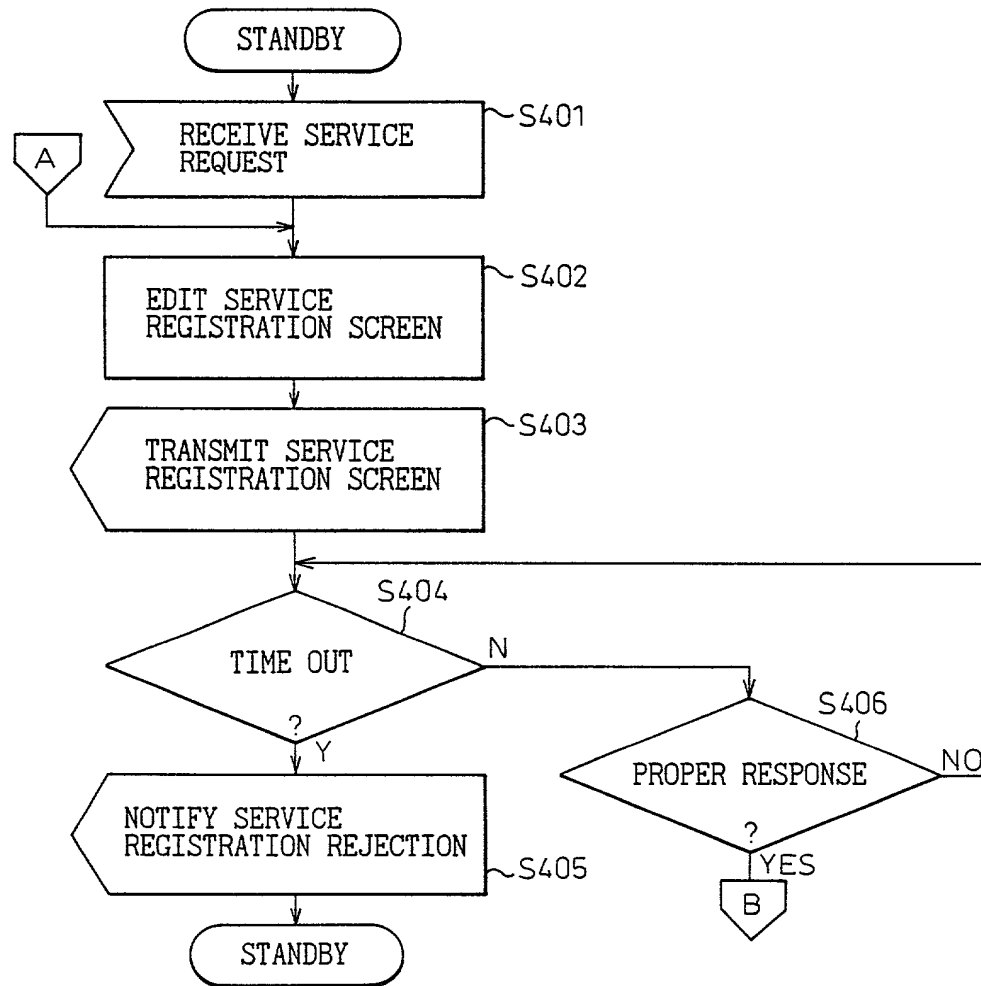 STANDBY
S401
RECEIVE SERVICE
REQUEST
A
S402
EDIT SERVICE
REGISTRATION SCREEN
S403
TRANSMIT SERVICE
REGISTRATION SCREEN
S404
TIME OUT
?
N
Y
S406
PROPER RESPONSE
?
NO
YES
B
NOTIFY SERVICE
REGISTRATION REJECTION
S405
STANDBY